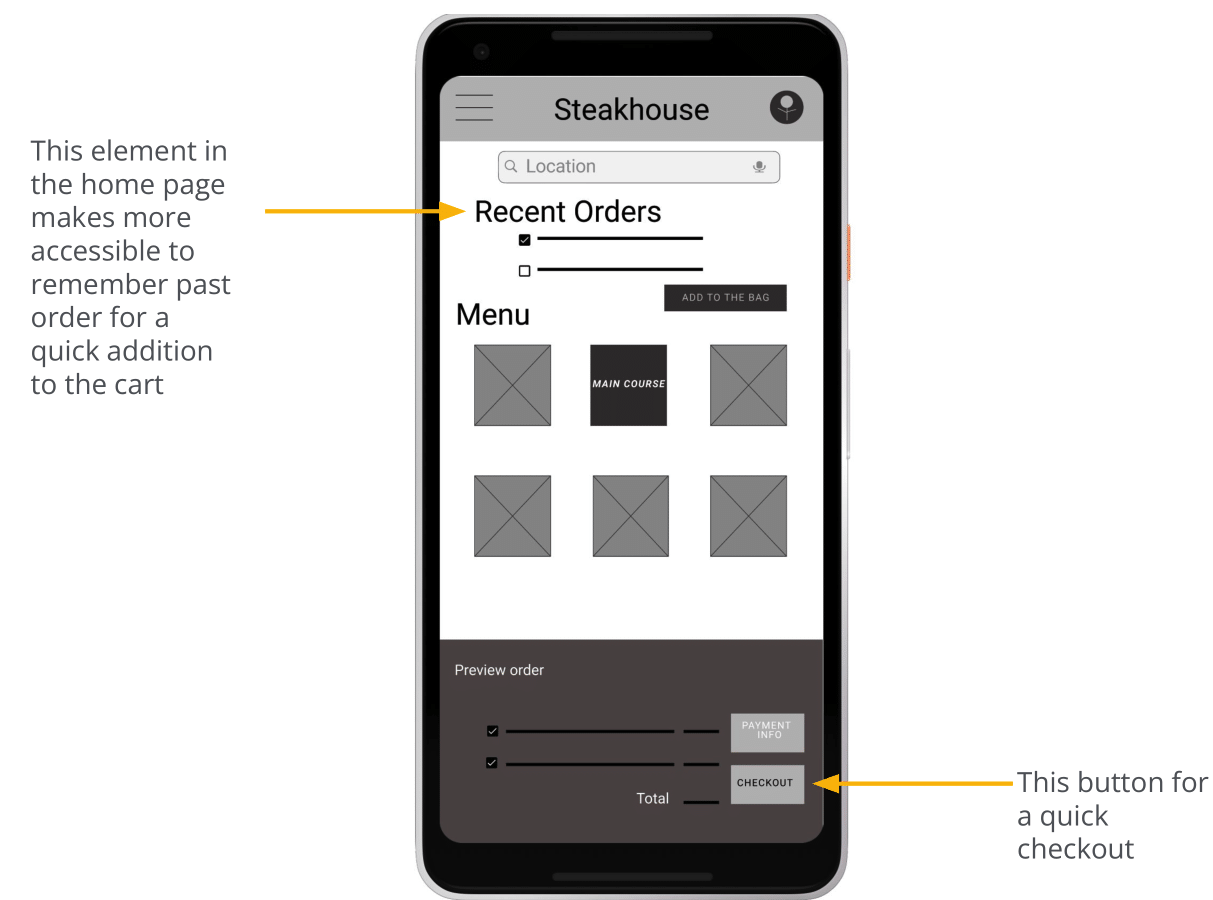 Steakhouse
Location
This element in
the home page
makes more
accessible to
remember past
order for a
quick addition
to the cart
Recent Orders
ADD TO THE BAG
Menu
MAIN COURSE
Preview order
PAYMENT
INFO
CHECKOUT
Total
This button for
a quick
checkout